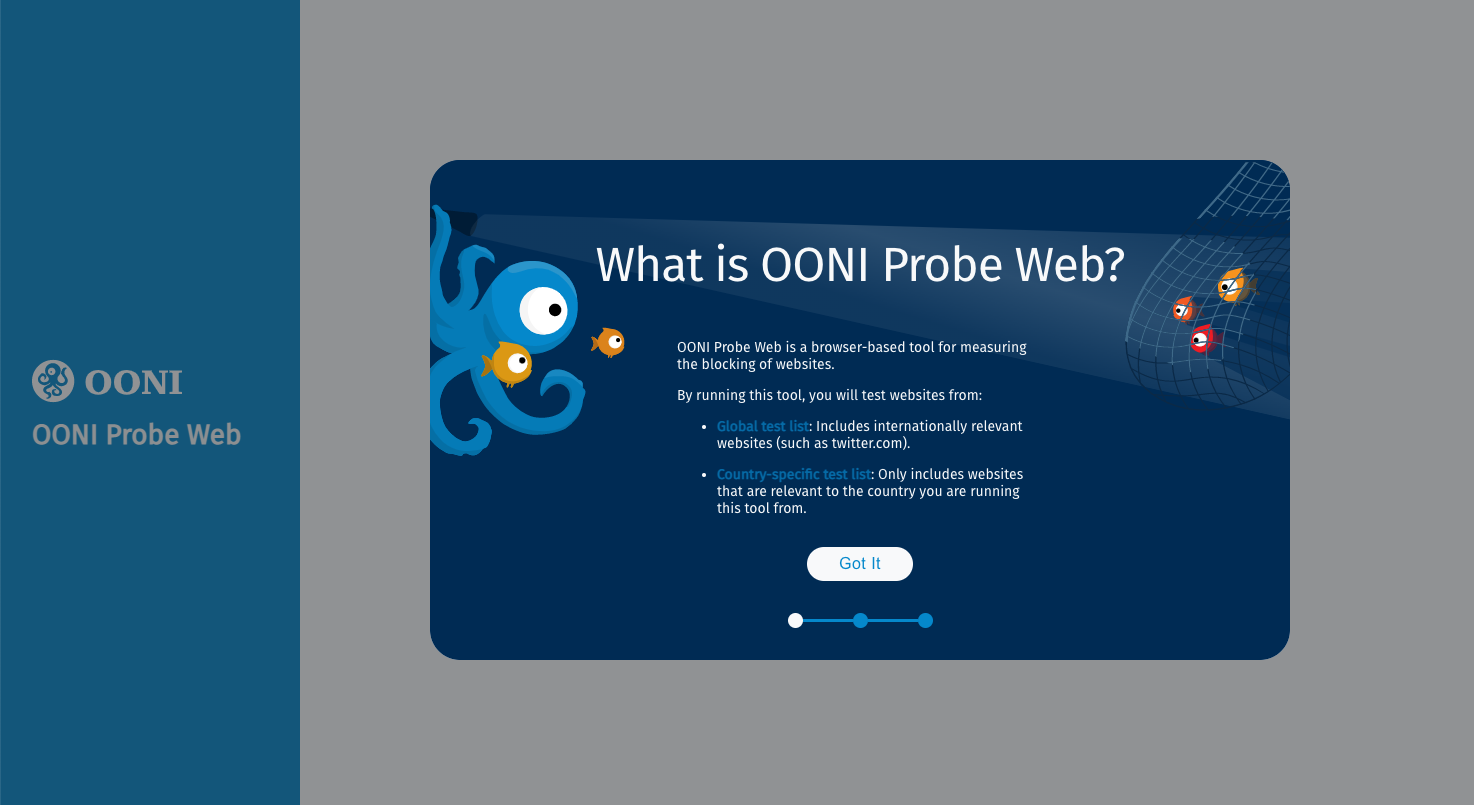 OONI
OONI Probe Web
What is OONI Probe Web?
OONI Probe Web is a browser-based tool for measuring
the blocking of websites.
By running this tool, you will test websites from:
• Global test list: Includes internationally relevant
websites (such as twitter.com).
• Country-specific test list: Only includes websites
that are relevant to the country you are running
this tool from.
Got It